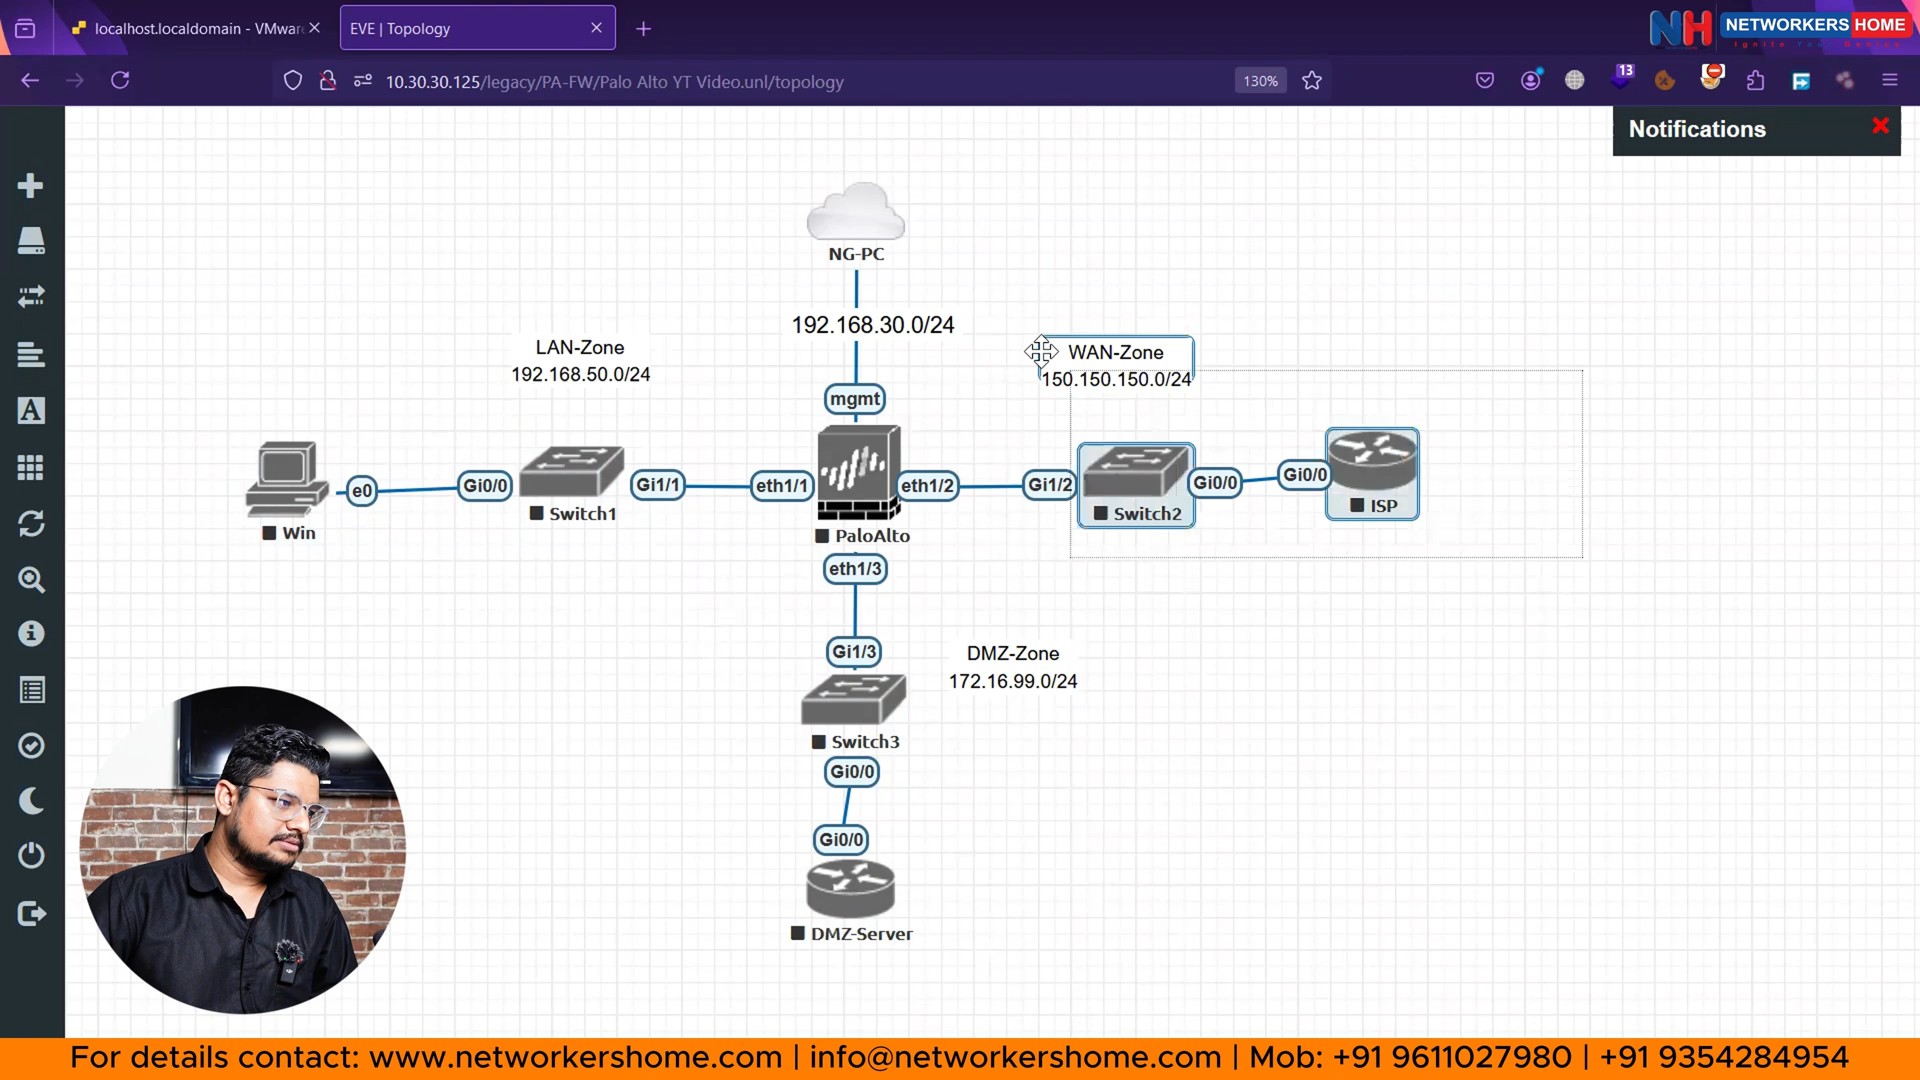 localhost.localdomain - VMware
EVE | Topology
NH NETWORKERS HOME
10.30.30.125/legacy/PA-FW/Palo Alto YT Video.unl/topology
130%
13
Notifications
NG-PC
192.168.30.0/24
LAN-Zone
192.168.50.0/24
WAN-Zone
150.150.150.0/24
mgmt
e0
Gi0/0
Gi1/1
eth1/1
eth1/2
Gi1/2
Gi0/0
Gi0/0
Win
Switch1
PaloAlto
Switch2
ISP
eth1/3
Gi1/3
DMZ-Zone
172.16.99.0/24
Switch3
Gi0/0
Gi0/0
DMZ-Server
For details contact: www.networkershome.com | info@networkershome.com | Mob: +91 9611027980 | +91 9354284954